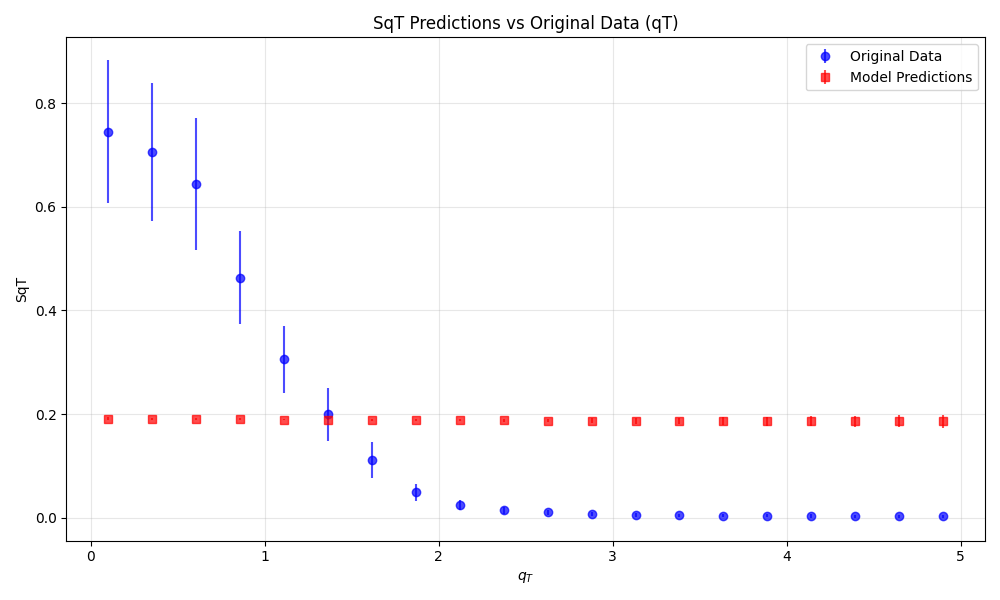 SqT Predictions vs Original Data (qT)
Original Data
Model Predictions
SqT
0.8
0.6
0.4
0.2
0.0
0 1 2 3 4 5
q_T